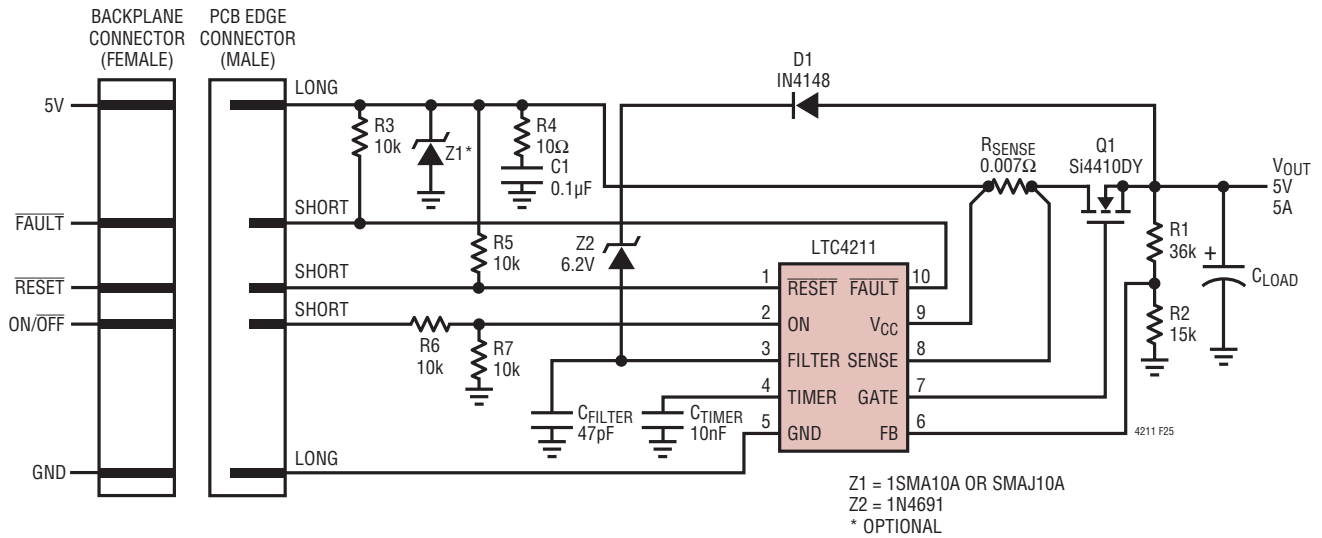 BACKPLANE
CONNECTOR
(FEMALE)
PCB EDGE
CONNECTOR
(MALE)
LONG
5V
R3
10k
Z1*
R4
10Ω
C1
0.1µF
D1
IN4148
RSENSE
0.007Ω
Q1
Si4410DY
VOUT
5V
5A
SHORT
FAULT
R5
10k
Z2
6.2V
LTC4211
R1
36k
+
CLOAD
SHORT
RESET
1
RESET
FAULT
10
SHORT
ON/OFF
R6
10k
R7
10k
2
ON
VCC
9
R2
15k
3
FILTER
SENSE
8
4
TIMER
GATE
7
CFILTER
47pF
CTIMER
10nF
5
GND
FB
6
4211 F25
LONG
GND
Z1 = 1SMA10A OR SMAJ10A
Z2 = 1N4691
* OPTIONAL